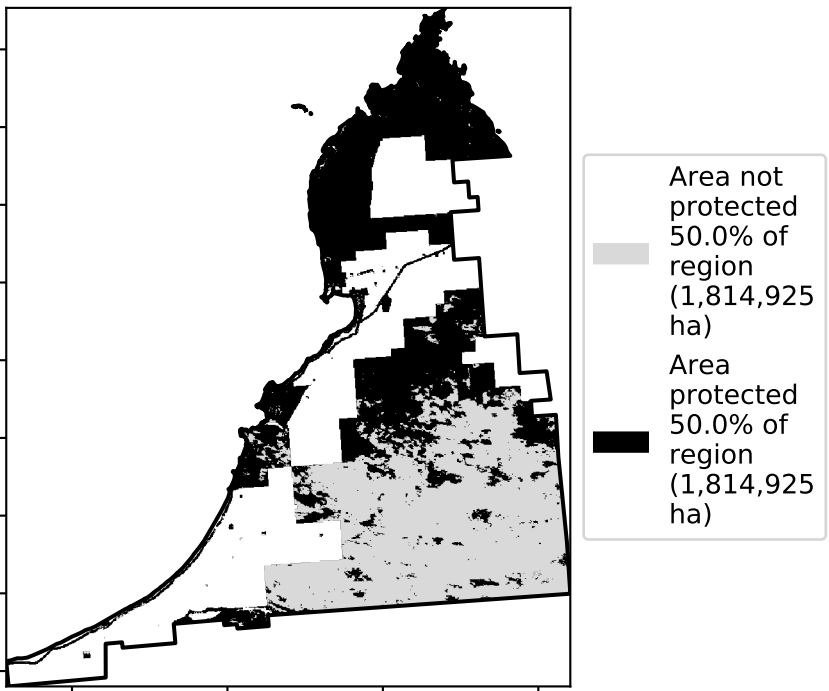 Area not
protected
50.0% of
region
(1,814,925
ha)
Area
protected
50.0% of
region
(1,814,925
ha)